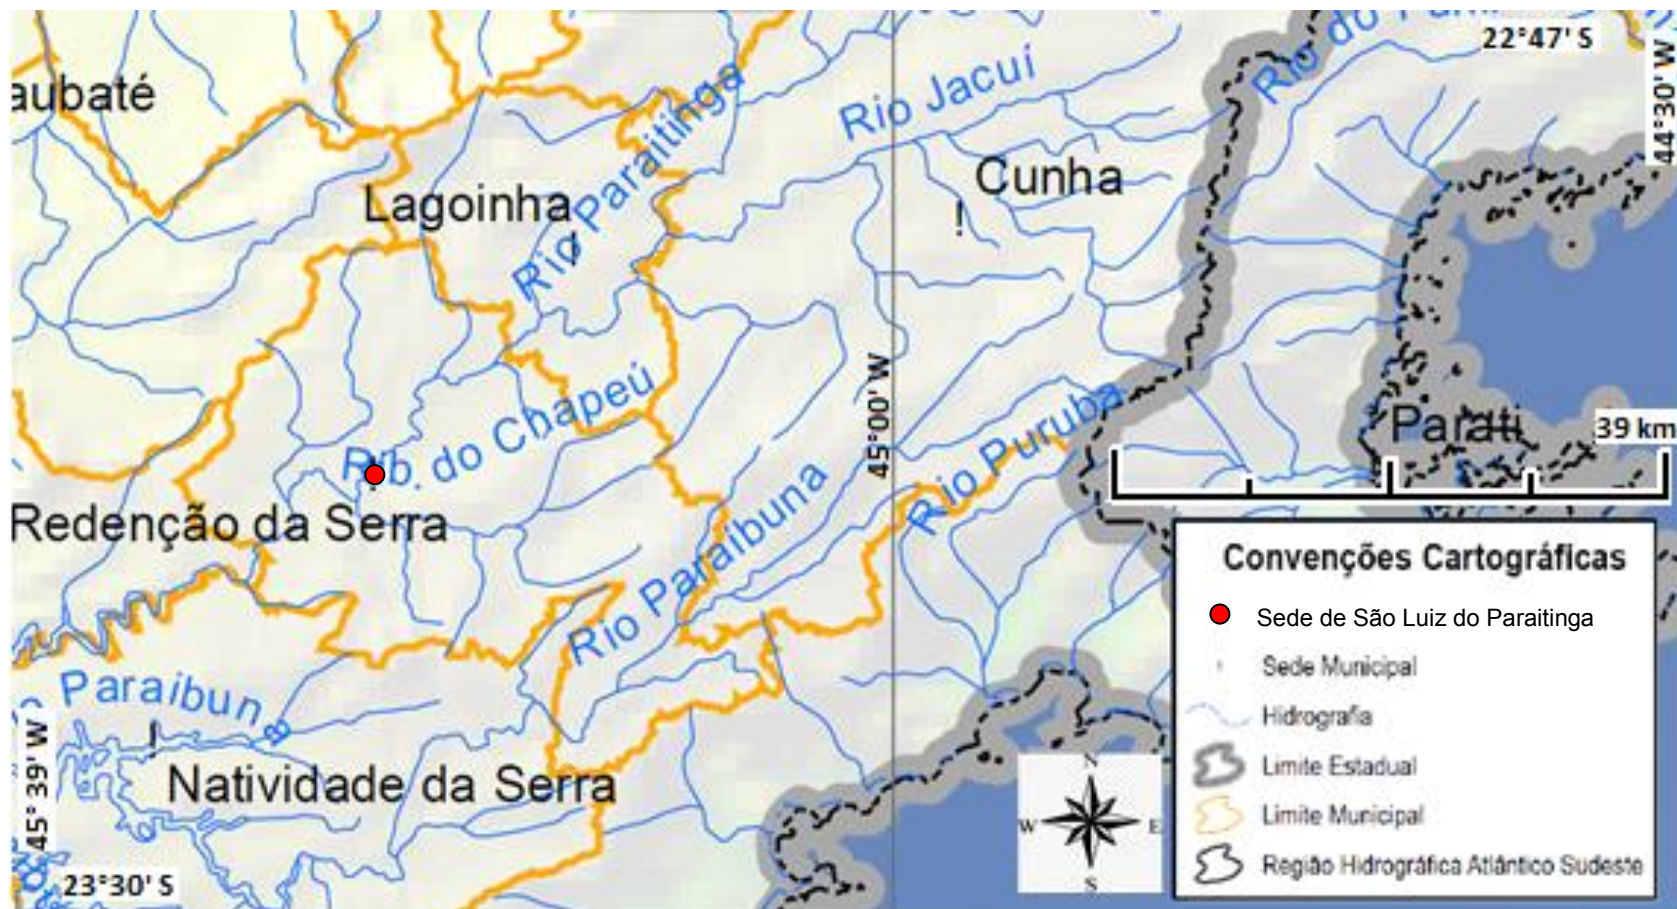 Rio do
22°47' S
44°30' W
aubaté
Rio Paraitinga
Rio Jacuí
Cunha
Lagoinha
Rib. do Chapeú
45°00' W
Rio Puruba
Parati
39 km
Redenção da Serra
Rio Paraibuna
Paraibuna
Natividade da Serra
45° 39' W
23°30' S
N
W
E
S
Convenções Cartográficas
Sede de São Luiz do Paraitinga
Sede Municipal
Hidrografia
Limite Estadual
Limite Municipal
Região Hidrográfica Atlântico Sudeste